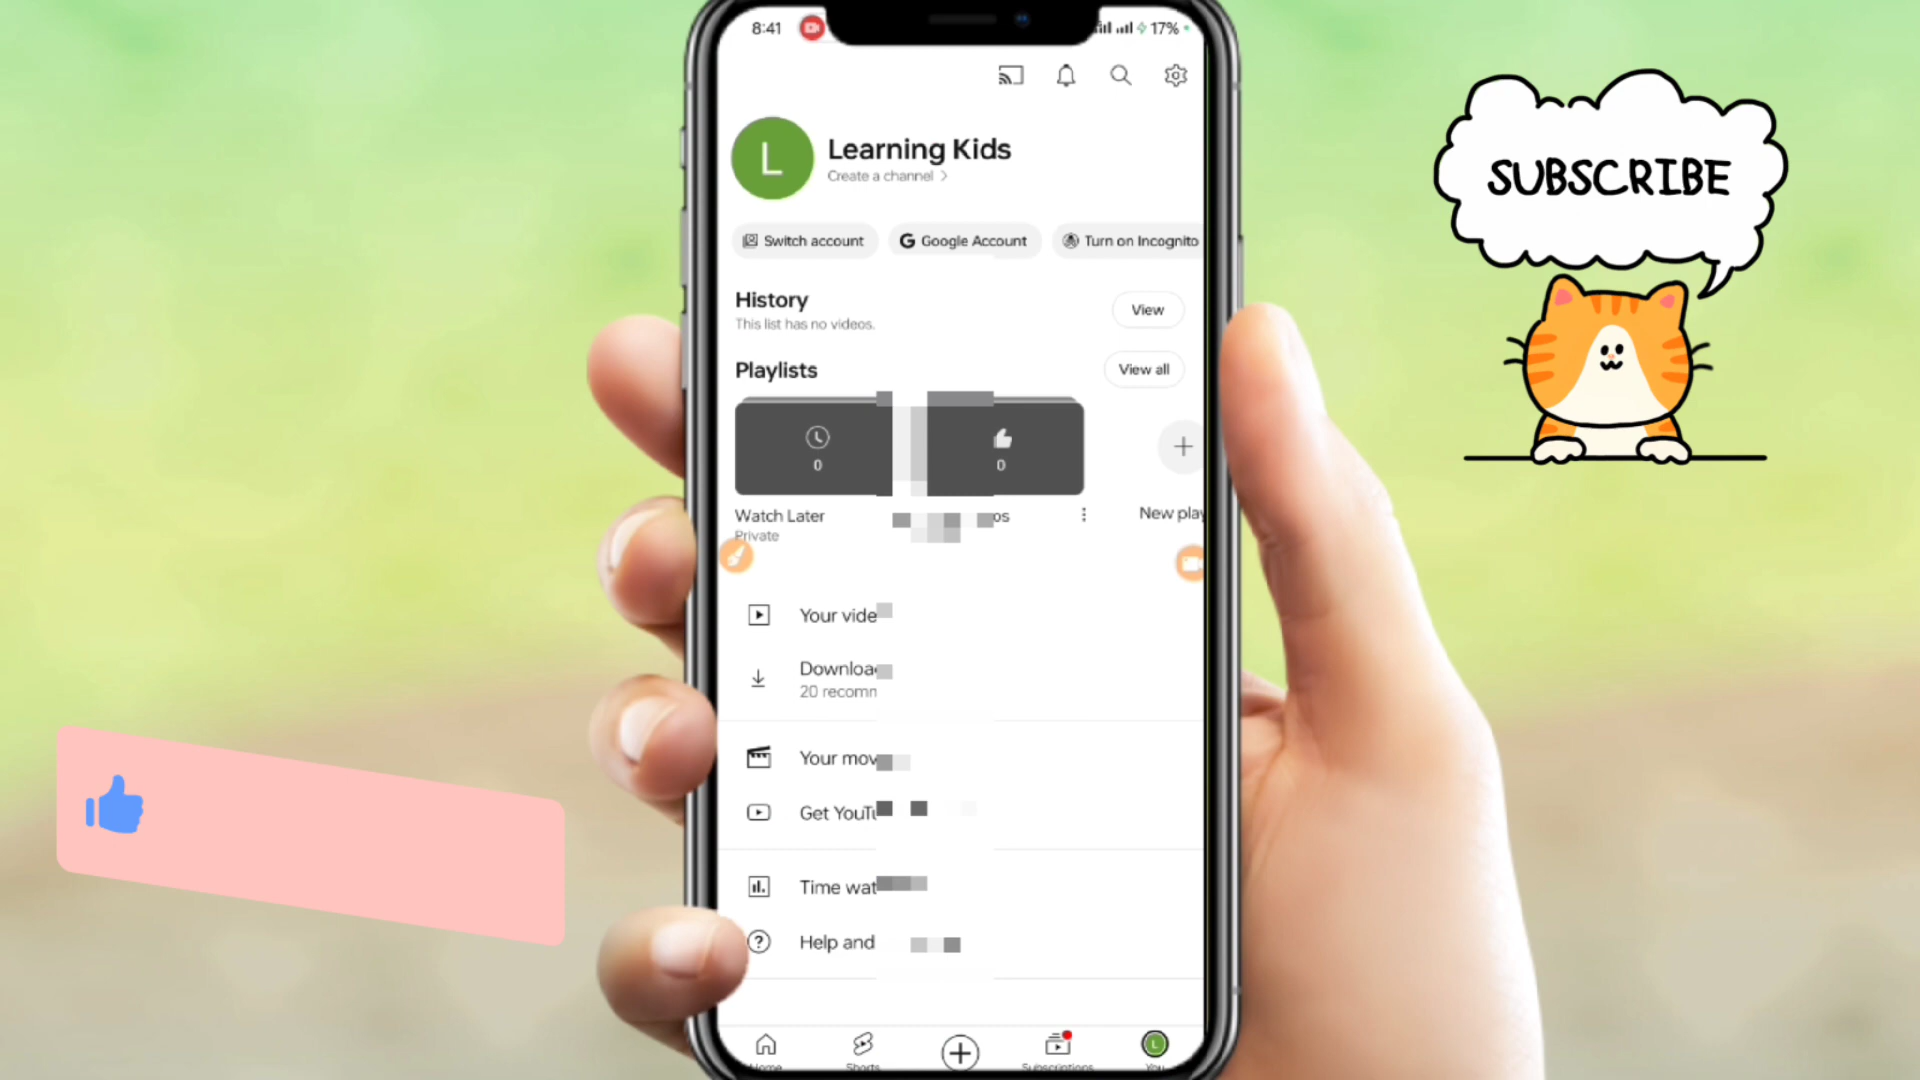 8:41
17%
SUBSCRIBE
L
Learning Kids
Create a channel
Switch account
G Google Account
Turn on Incognito
History
This list has no videos.
View
Playlists
View all
0
0
Watch Later
Private
os
New play
Your vide
Downloa
20 recomn
Your mov
Get YouTu
Time wat
Help and
Home
Shorts
Subscriptions
L
You